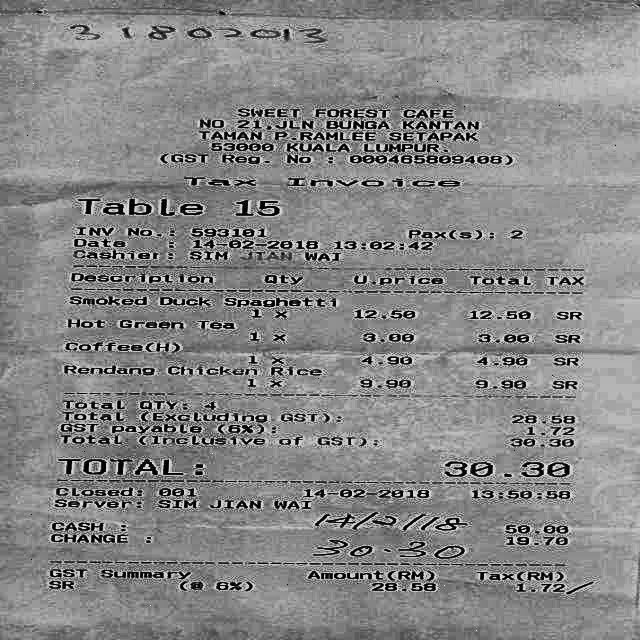 31802013
SWEET FOREST CAFE
NO 21,JLN BUNGA KANTAN
TAMAN P.RAMLEE SETAPAK
53000 KUALA LUMPUR.
(GST Reg. No : 000465809408)
Tax Invoice
Table 15
INV No.: 593101 Pax(s): 2
Date : 14-02-2018 13:02:42
Cashier: SIM JIAN WAI
Description Qty U.price Total TAX
Smoked Duck Spaghetti
1 X 12.50 12.50 SR
Hot Green Tea
1 X 3.00 3.00 SR
Coffee(H)
1 X 4.90 4.90 SR
Rendang Chicken Rice
1 X 9.90 9.90 SR
Total QTY: 4
Total (Excluding GST): 28.58
GST payable (6%): 1.72
Total (Inclusive of GST): 30.30
TOTAL: 30.30
Closed: 001 14-02-2018 13:50:58
Server: SIM JIAN WAI
14/2/18
CASH : 50.00
CHANGE : 19.70
30.30
GST Summary Amount(RM) Tax(RM)
SR (@ 6%) 28.58 1.72